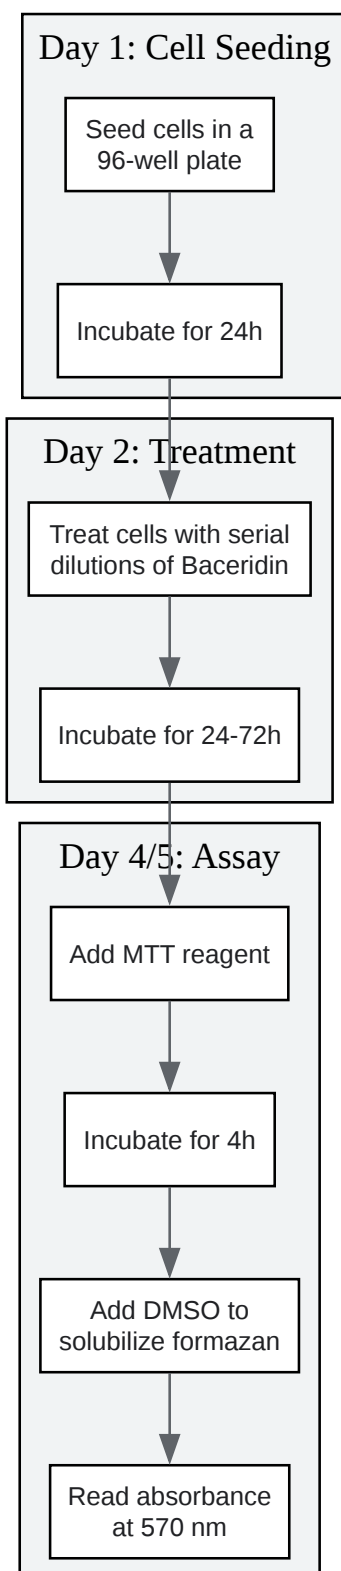 Day 1: Cell Seeding
Seed cells in a
96-well plate
Incubate for 24h
Day 2: Treatment
Treat cells with serial
dilutions of Baceridin
Incubate for 24-72h
Day 4/5: Assay
Add MTT reagent
Incubate for 4h
Add DMSO to
solubilize formazan
Read absorbance
at 570 nm